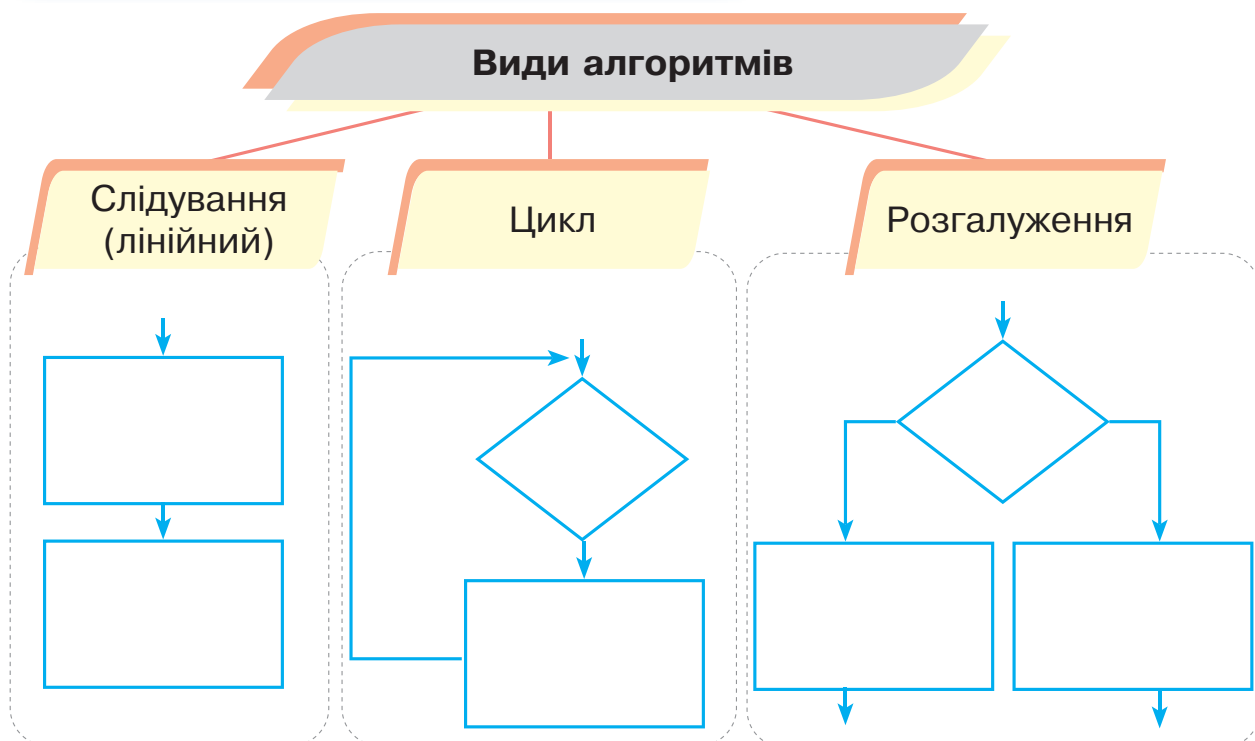 Види алгоритмів
Слідування
(лінійний)
Цикл
Розгалуження